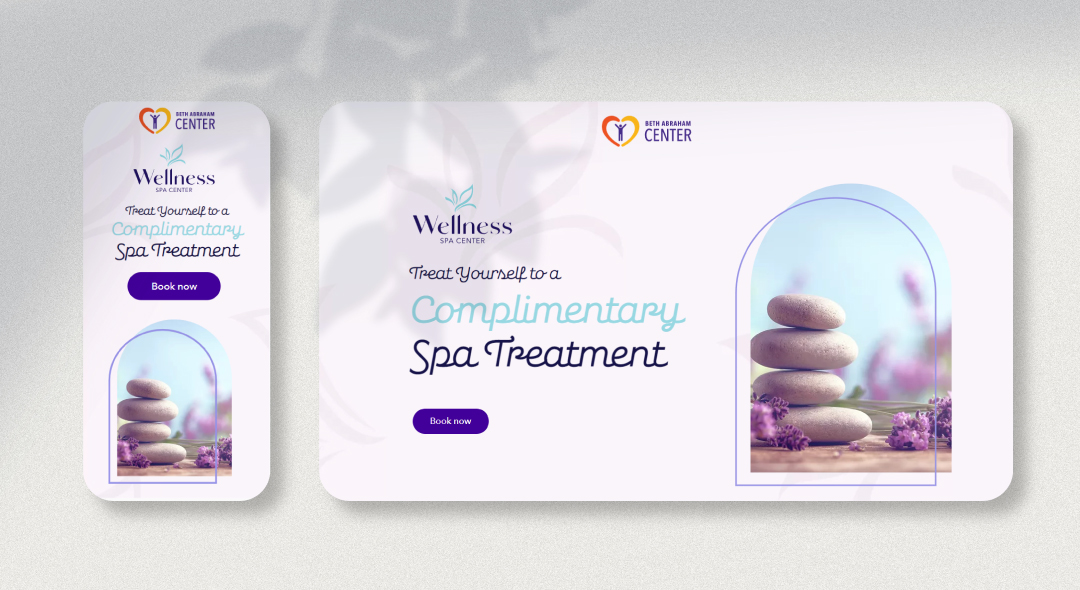 BETH ABRAHAM
CENTER
Wellness
SPA CENTER
Treat Yourself to a
Complimentary
Spa Treatment
Book now
BETH ABRAHAM
CENTER
Wellness
SPA CENTER
Treat Yourself to a
Complimentary
Spa Treatment
Book now